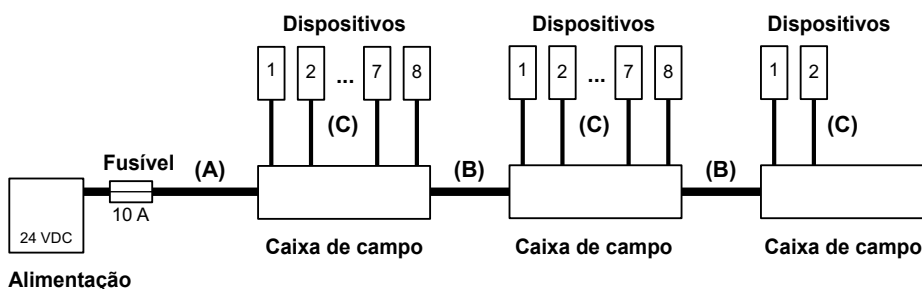 Dispositivos Dispositivos Dispositivos
1 2 ... 7 8 1 2 ... 7 8 1 2
(C) (C) (C)
Fusível (A) (B) (B)
10 A
24 VDC
Caixa de campo Caixa de campo Caixa de campo
Alimentação